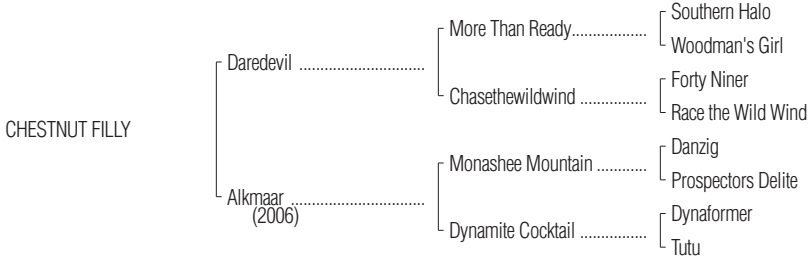 Southern Halo
More Than Ready..................
Woodman's Girl
Daredevil ..............................
Forty Niner
Chasethewildwind ................
Race the Wild Wind
CHESTNUT FILLY
Danzig
Monashee Mountain ............
Prospectors Delite
Alkmaar ................................
(2006)
Dynaformer
Dynamite Cocktail ................
Tutu